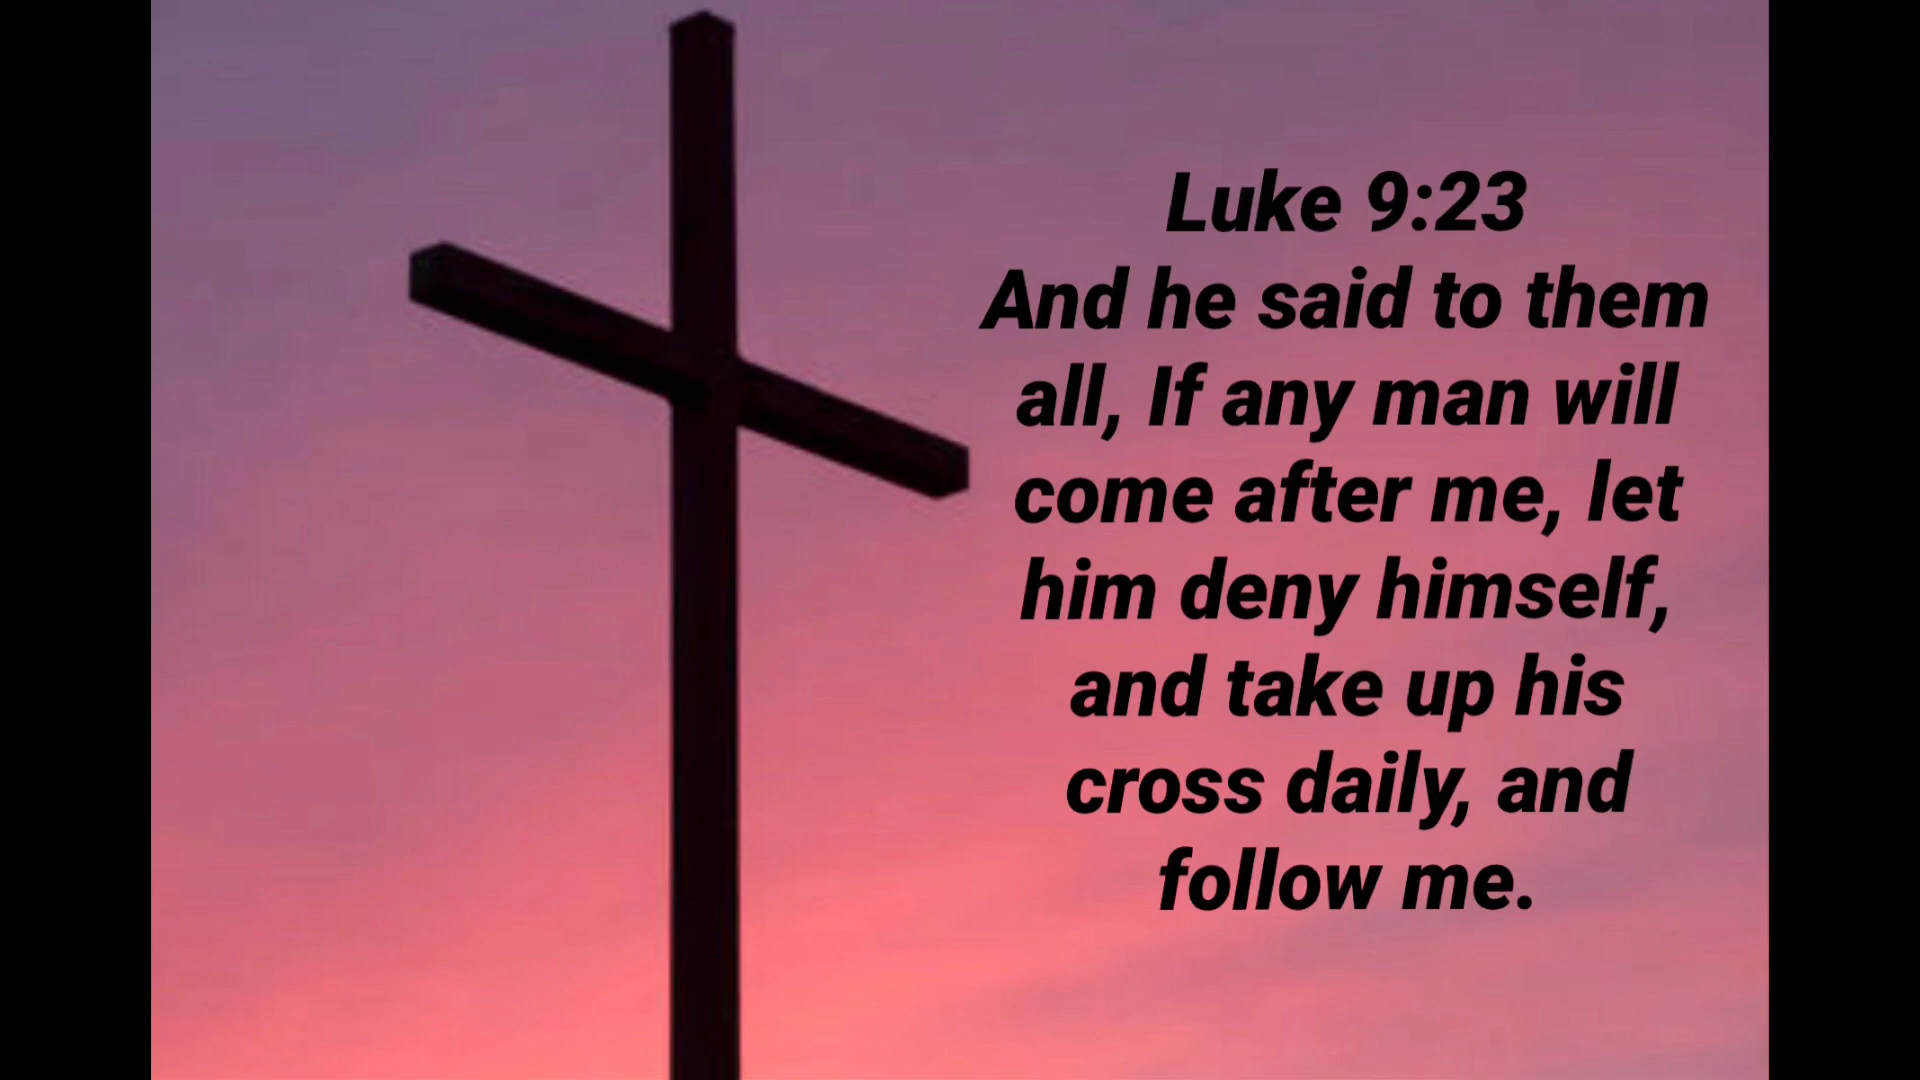 Luke 9:23
And he said to them
all, If any man will
come after me, let
him deny himself,
and take up his
cross daily, and
follow me.